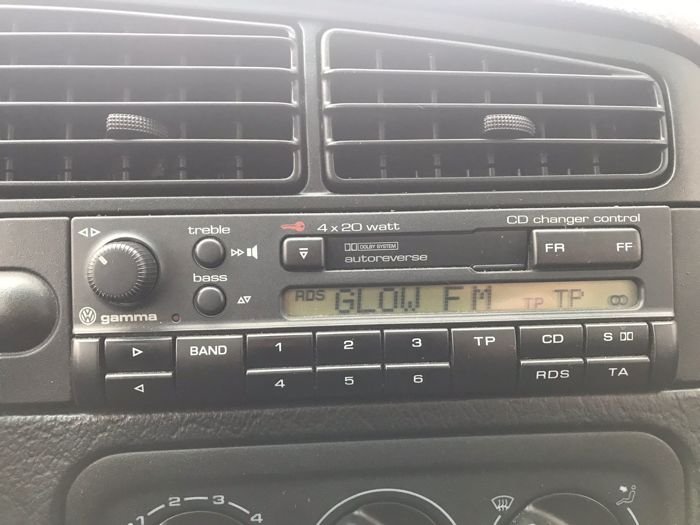 treble
4 x 20 watt
CD changer control
DOLBY SYSTEM
FR FF
autoreverse
bass
RDS GLOW FM TP TP
gamma
BAND 1 2 3 TP CD S
4 5 6 RDS TA
1 2 3 4